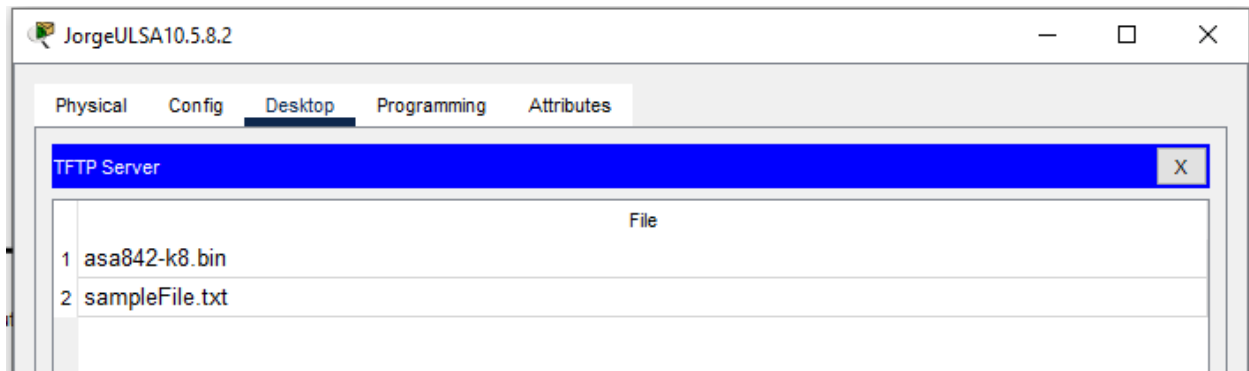 JorgeULSA10.5.8.2
Physical Config Desktop Programming Attributes
TFTP Server X
File
1 asa842-k8.bin
2 sampleFile.txt